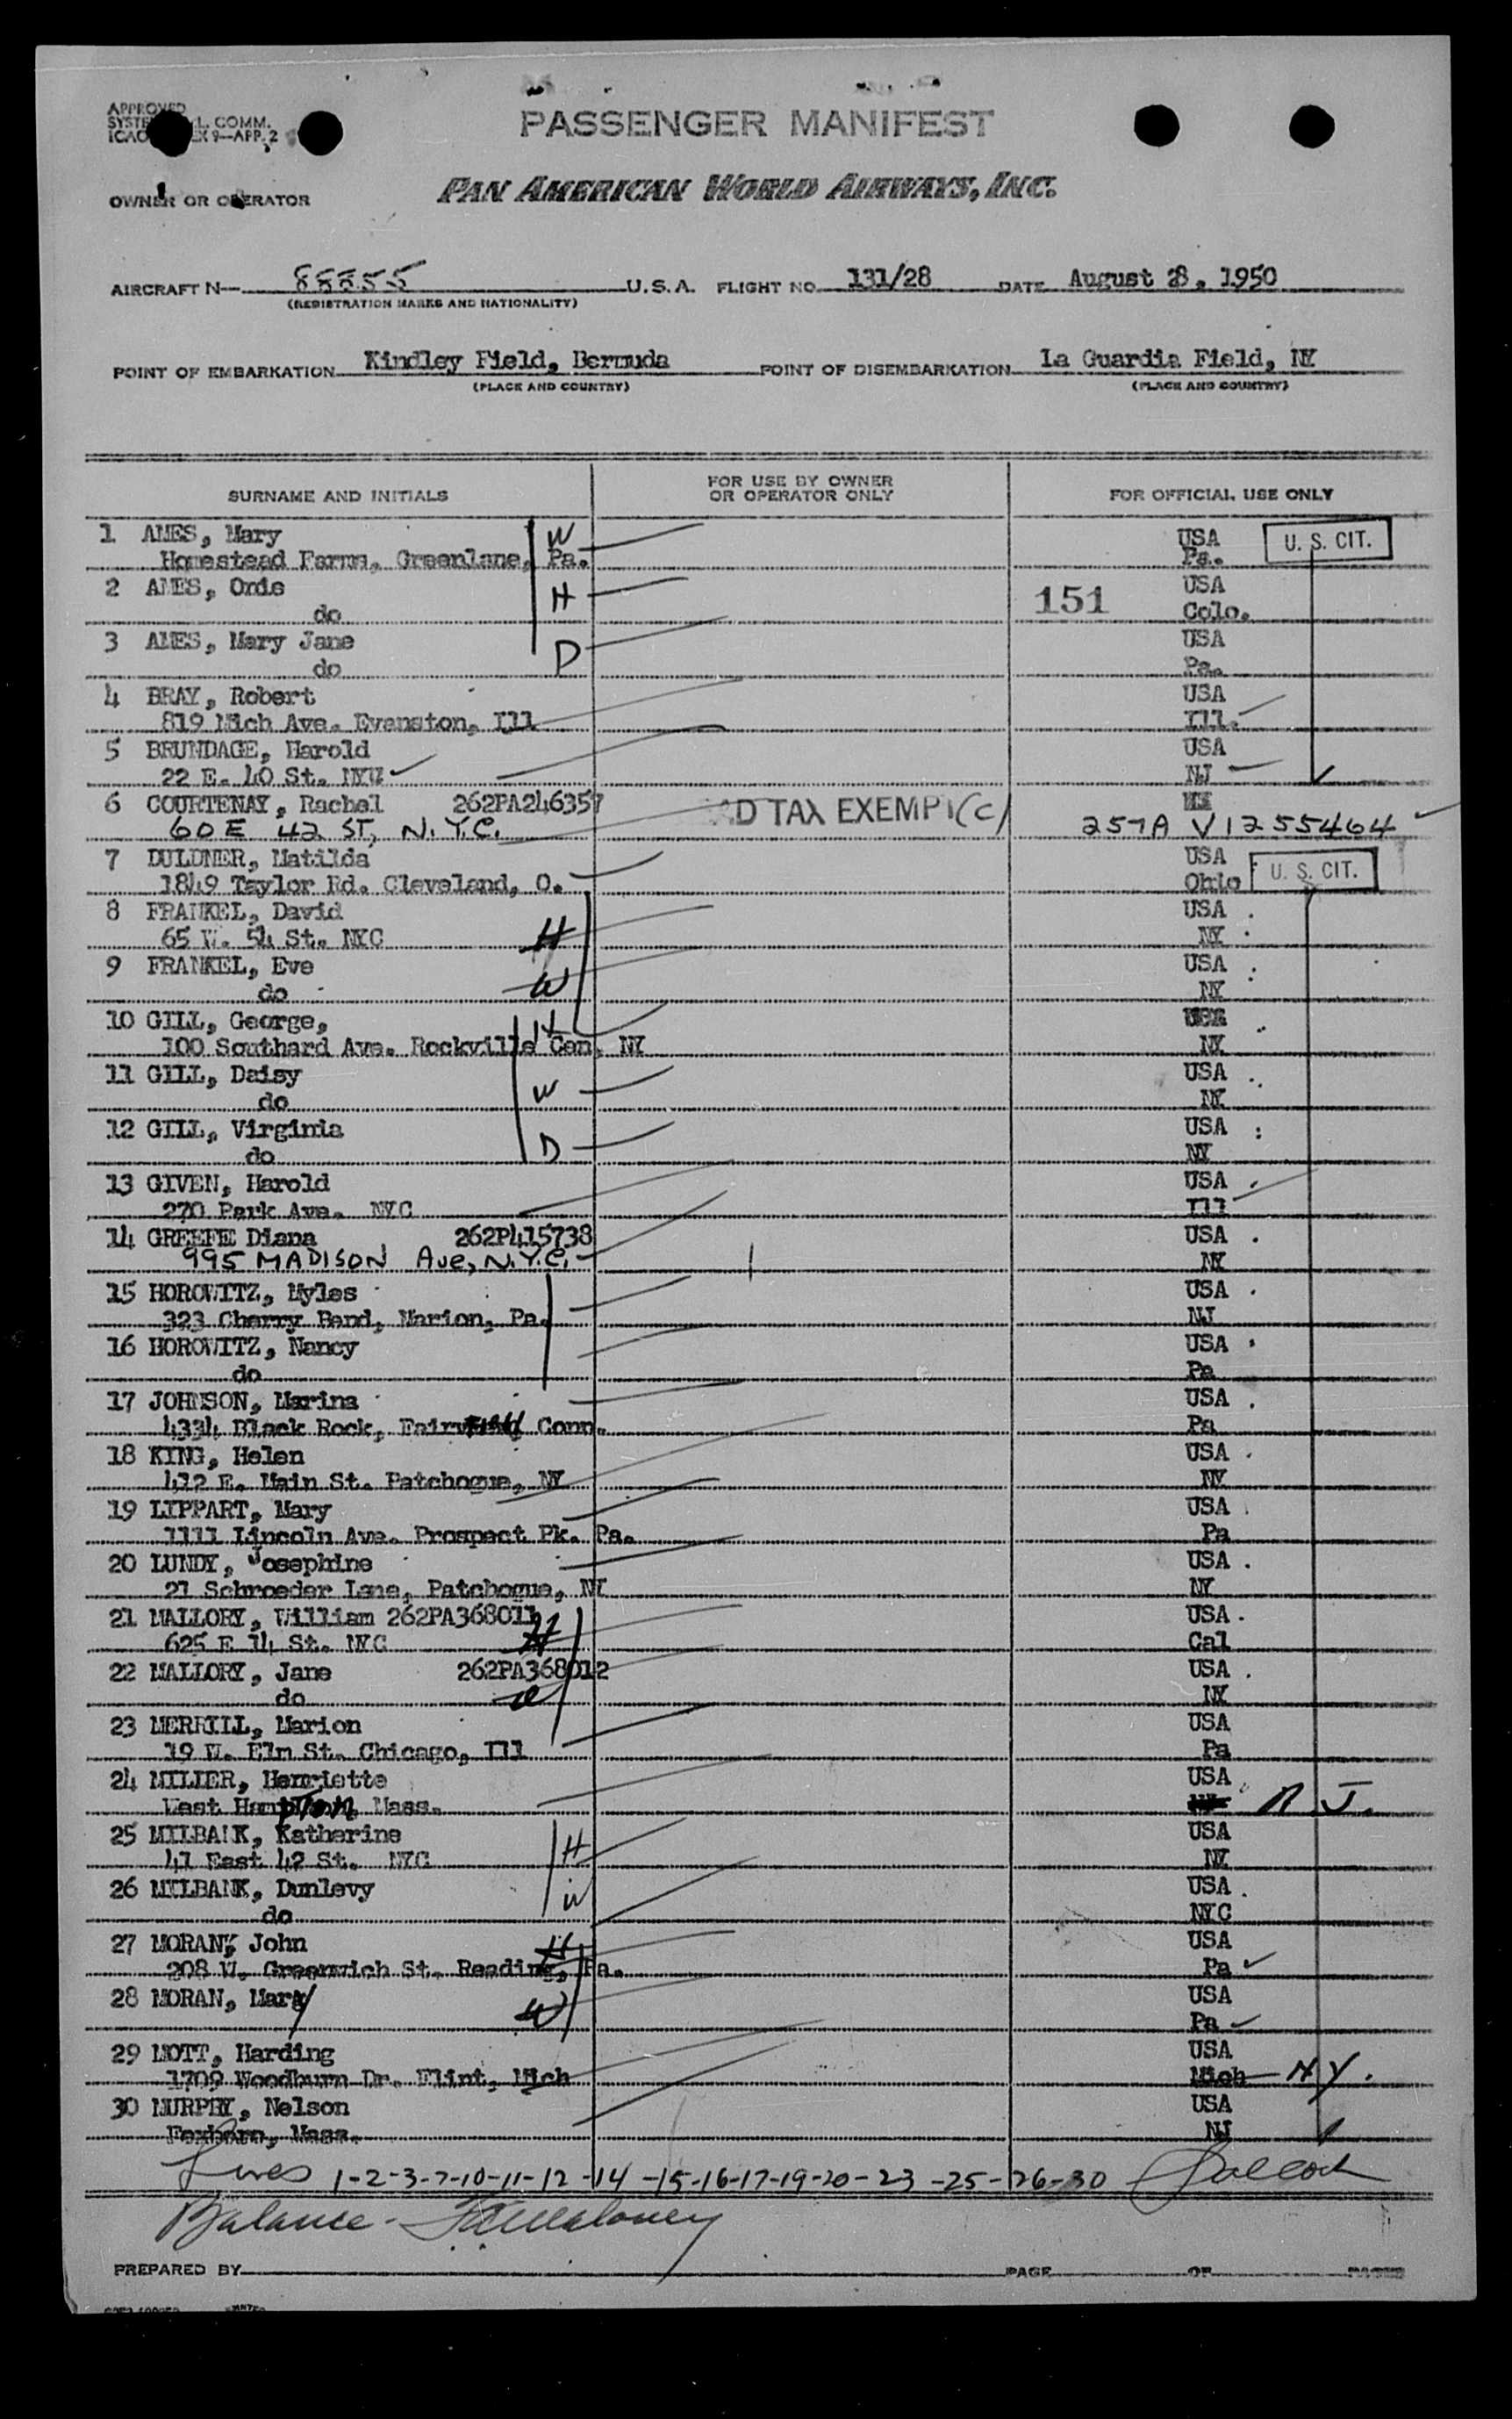 APPROVED
L. COMM.
EX 9—APP. 2
PASSENGER MANIFEST
OWNER OR OPERATOR
PAN AMERICAN WORLD AIRWAYS, INC.
AIRCRAFT N— 88855 U.S.A. FLIGHT NO. 131/28 DATE August 28, 1950
(REGISTRATION MARKS AND NATIONALITY)
POINT OF EMBARKATION Kindley Field, Bermuda POINT OF DISEMBARKATION La Guardia Field, NY
(PLACE AND COUNTRY) (PLACE AND COUNTRY)
SURNAME AND INITIALS FOR USE BY OWNER OR OPERATOR ONLY FOR OFFICIAL USE ONLY
1 AMES, Mary W USA U. S. CIT.
Homestead Farms, Greenlane, Pa. Pa.
2 AMES, Ordis H 151 USA
do Colo.
3 AMES, Mary Jane D USA
do Pa.
4 BRAY, Robert USA
819 Mich Ave. Evanston, Ill Ill.
5 BRUNDAGE, Harold USA
22 E. 40 St. NYC NJ
6 COURTENAY, Rachel 262PA246357 D TAX EXEMPT (C)
60 E 42 ST, N.Y.C. 257A V1255464
7 DULDNER, Matilda USA U. S. CIT.
1849 Taylor Rd. Cleveland, O. Ohio
8 FRANKEL, David USA
65 W. 54 St. NYC H NY
9 FRANKEL, Eve USA
do W NY
10 GILL, George, H
100 Southard Ave. Rockville Cen, NY NY
11 GILL, Daisy W USA
do NY
12 GILL, Virginia D USA
do NY
13 GIVEN, Harold USA
270 Park Ave. NYC Ill
14 GREEFE Diana 262P415738 USA
995 MADISON Ave, N.Y.C. NY
15 HOROWITZ, Myles USA
323 Cherry Bend, Marion, Pa. NJ
16 HOROWITZ, Nancy USA
do Pa
17 JOHNSON, Marina USA
4334 Black Rock, Fairfield Conn. Pa
18 KING, Helen USA
412 E. Main St. Patchogue, NY NY
19 LIPPART, Mary USA
1111 Lincoln Ave. Prospect Pk. Pa. Pa
20 LUNDY, Josephine USA
21 Schroeder Lane, Patchogue, NY NY
21 MALLORY, William 262PA368011 USA
625 E 14 St. NYC H Cal
22 MALLORY, Jane 262PA368012 USA
do W NY
23 MERRILL, Marion USA
19 W. Elm St. Chicago, Ill Pa
24 MILLER, Henriette USA
West Hampton, Mass. N J.
25 MILBANK, Katherine H USA
41 East 42 St. NYC NY
26 MILBANK, Dunlevy W USA
do NYC
27 MORAN, John H USA
208 W. Greenwich St. Reading, Pa. Pa
28 MORAN, Mary W USA
Pa
29 MOTT, Harding USA
1709 Woodburn Dr. Flint, Mich Mich N Y.
30 MURPHY, Nelson USA
Foxboro, Mass. NJ
Lines 1-2-3-7-10-11-12-14-15-16-17-19-20-23-25-26-30
Balance -
PREPARED BY PAGE OF PAGES